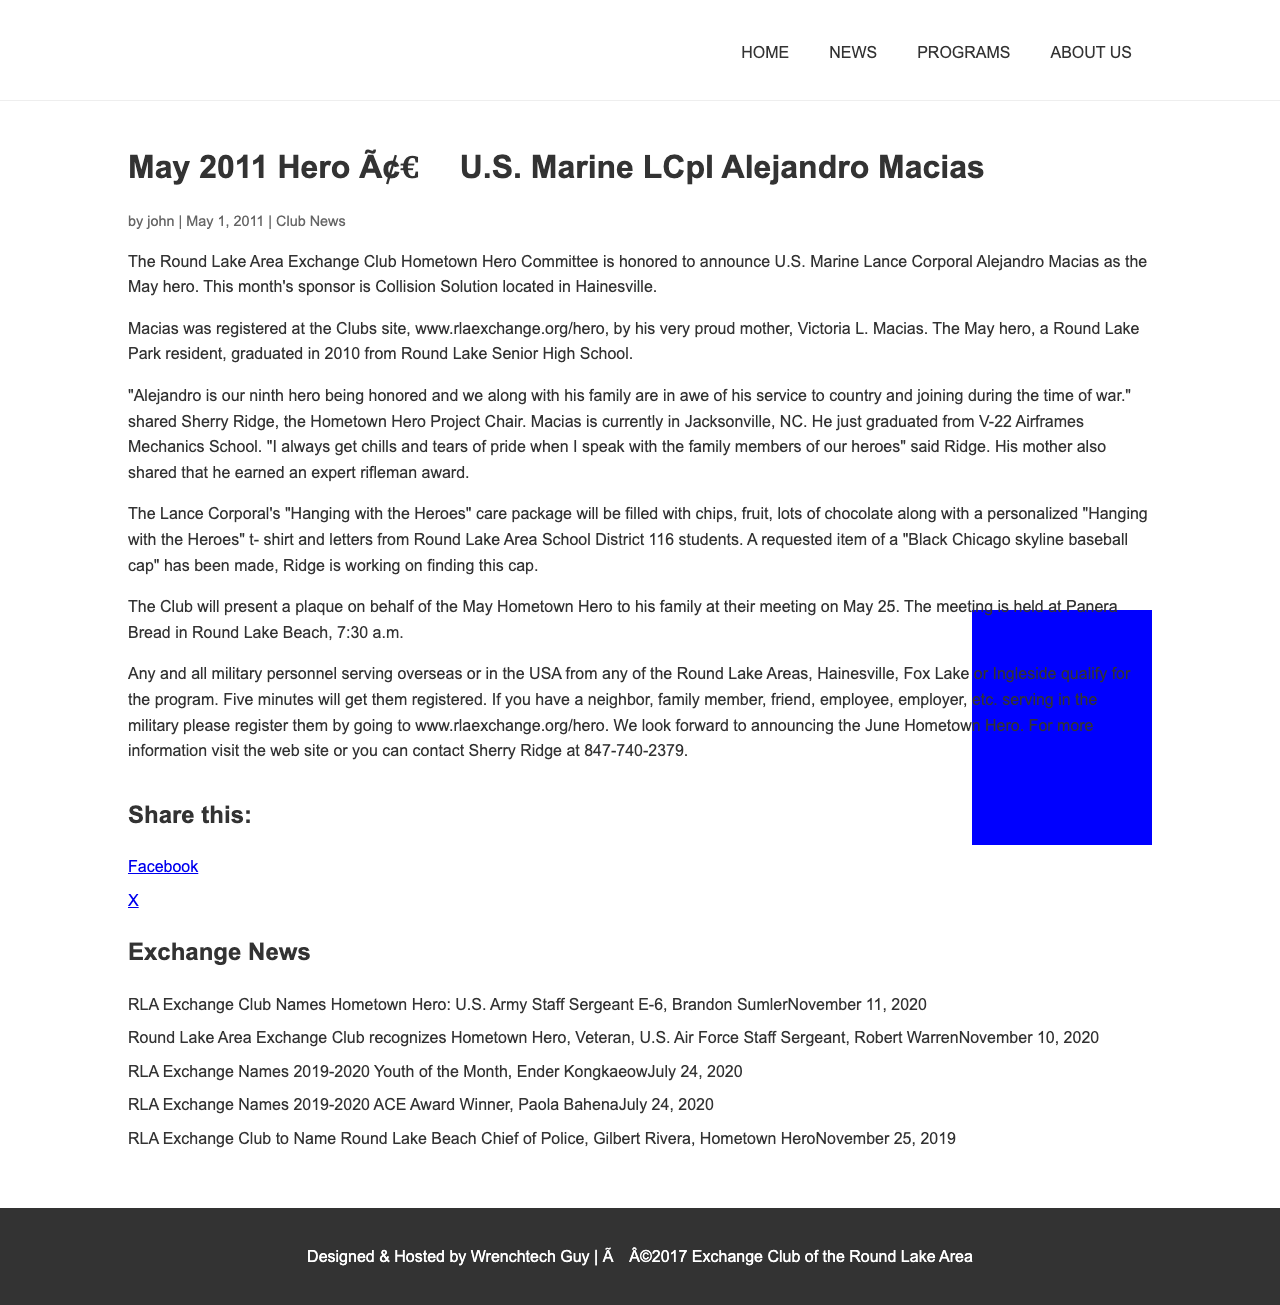 HOME NEWS PROGRAMS ABOUT US
May 2011 Hero Ã¢€ U.S. Marine LCpl Alejandro Macias
by john | May 1, 2011 | Club News
The Round Lake Area Exchange Club Hometown Hero Committee is honored to announce U.S. Marine Lance Corporal Alejandro Macias as the
May hero. This month's sponsor is Collision Solution located in Hainesville.
Macias was registered at the Clubs site, www.rlaexchange.org/hero, by his very proud mother, Victoria L. Macias. The May hero, a Round Lake
Park resident, graduated in 2010 from Round Lake Senior High School.
"Alejandro is our ninth hero being honored and we along with his family are in awe of his service to country and joining during the time of war."
shared Sherry Ridge, the Hometown Hero Project Chair. Macias is currently in Jacksonville, NC. He just graduated from V-22 Airframes
Mechanics School. "I always get chills and tears of pride when I speak with the family members of our heroes" said Ridge. His mother also
shared that he earned an expert rifleman award.
The Lance Corporal's "Hanging with the Heroes" care package will be filled with chips, fruit, lots of chocolate along with a personalized "Hanging
with the Heroes" t- shirt and letters from Round Lake Area School District 116 students. A requested item of a "Black Chicago skyline baseball
cap" has been made, Ridge is working on finding this cap.
The Club will present a plaque on behalf of the May Hometown Hero to his family at their meeting on May 25. The meeting is held at Panera
Bread in Round Lake Beach, 7:30 a.m.
Any and all military personnel serving overseas or in the USA from any of the Round Lake Areas, Hainesville, Fox Lake or Ingleside qualify for
the program. Five minutes will get them registered. If you have a neighbor, family member, friend, employee, employer, etc. serving in the
military please register them by going to www.rlaexchange.org/hero. We look forward to announcing the June Hometown Hero. For more
information visit the web site or you can contact Sherry Ridge at 847-740-2379.
Share this:
Facebook
X
Exchange News
RLA Exchange Club Names Hometown Hero: U.S. Army Staff Sergeant E-6, Brandon SumlerNovember 11, 2020
Round Lake Area Exchange Club recognizes Hometown Hero, Veteran, U.S. Air Force Staff Sergeant, Robert WarrenNovember 10, 2020
RLA Exchange Names 2019-2020 Youth of the Month, Ender KongkaeowJuly 24, 2020
RLA Exchange Names 2019-2020 ACE Award Winner, Paola BahenaJuly 24, 2020
RLA Exchange Club to Name Round Lake Beach Chief of Police, Gilbert Rivera, Hometown HeroNovember 25, 2019
Designed & Hosted by Wrenchtech Guy | Ã Â©2017 Exchange Club of the Round Lake Area